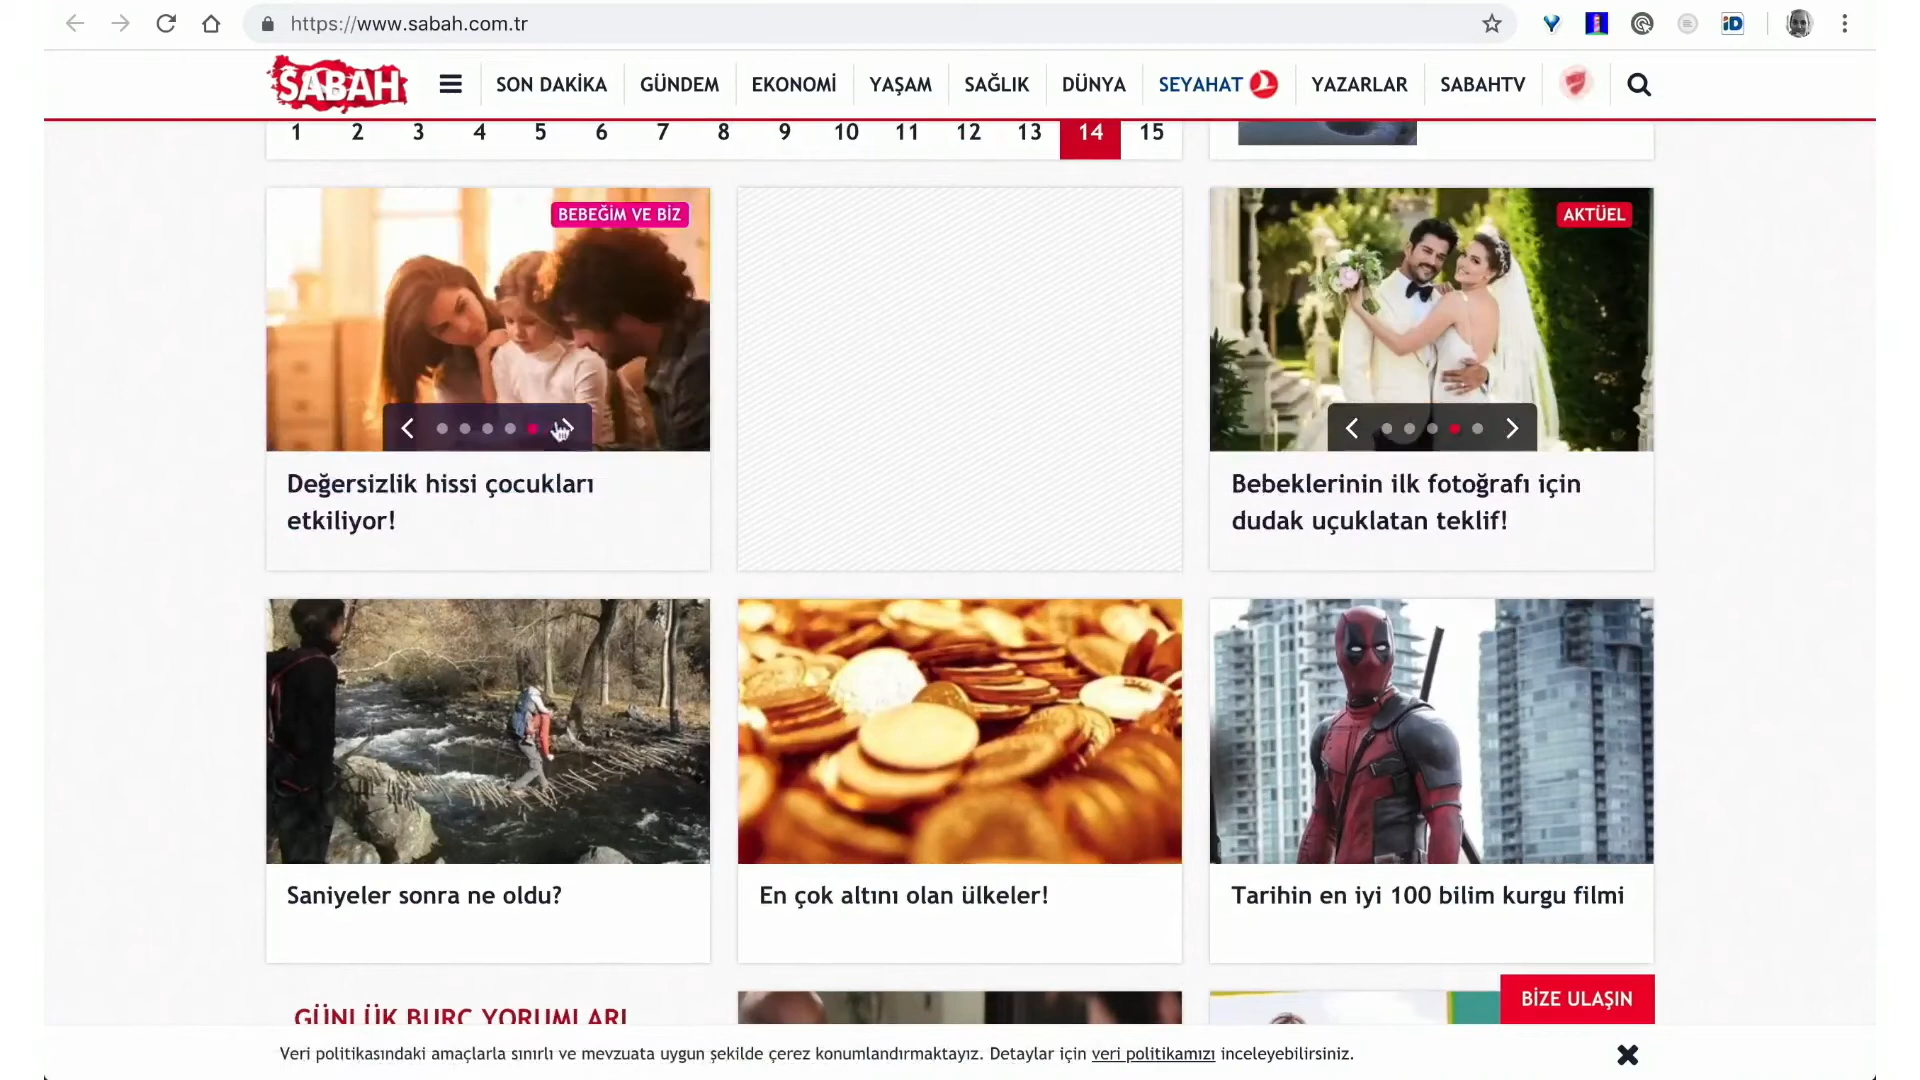 https://www.sabah.com.tr
SABAH
SON DAKİKA
GÜNDEM
EKONOMİ
YAŞAM
SAĞLIK
DÜNYA
SEYAHAT
YAZARLAR
SABAHTV
1 2 3 4 5 6 7 8 9 10 11 12 13 14 15
BEBEĞİM VE BİZ
Değersizlik hissi çocukları
etkiliyor!
AKTÜEL
Bebeklerinin ilk fotoğrafı için
dudak uçuklatan teklif!
Saniyeler sonra ne oldu?
En çok altını olan ülkeler!
Tarihin en iyi 100 bilim kurgu filmi
GÜNLÜK BURÇ YORUMLARI
BİZE ULAŞIN
Veri politikasındaki amaçlarla sınırlı ve mevzuata uygun şekilde çerez konumlandırmaktayız. Detaylar için veri politikamızı inceleyebilirsiniz.